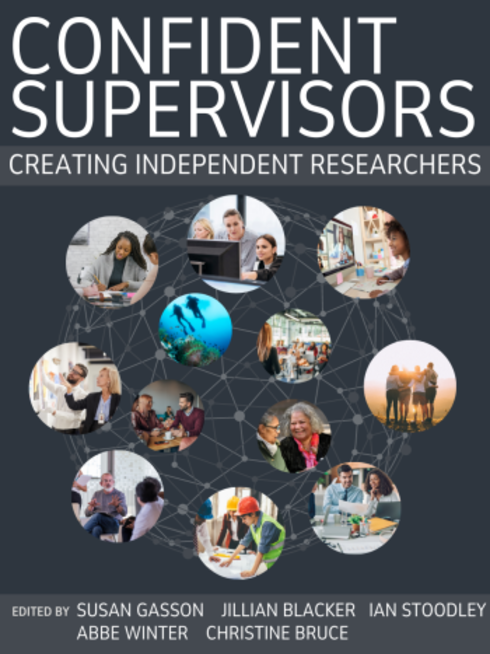 CONFIDENT
SUPERVISORS
CREATING INDEPENDENT RESEARCHERS
EDITED BY SUSAN GASSON JILLIAN BLACKER IAN STOODLEY
ABBE WINTER CHRISTINE BRUCE